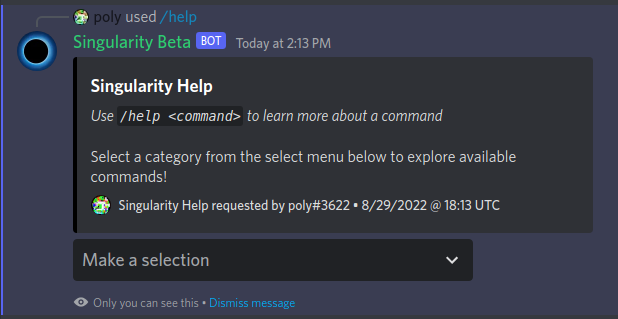 poly used /help
Singularity Beta BOT Today at 2:13 PM
Singularity Help
Use /help <command> to learn more about a command
Select a category from the select menu below to explore available
commands!
Singularity Help requested by poly#3622 • 8/29/2022 @ 18:13 UTC
Make a selection
Only you can see this • Dismiss message